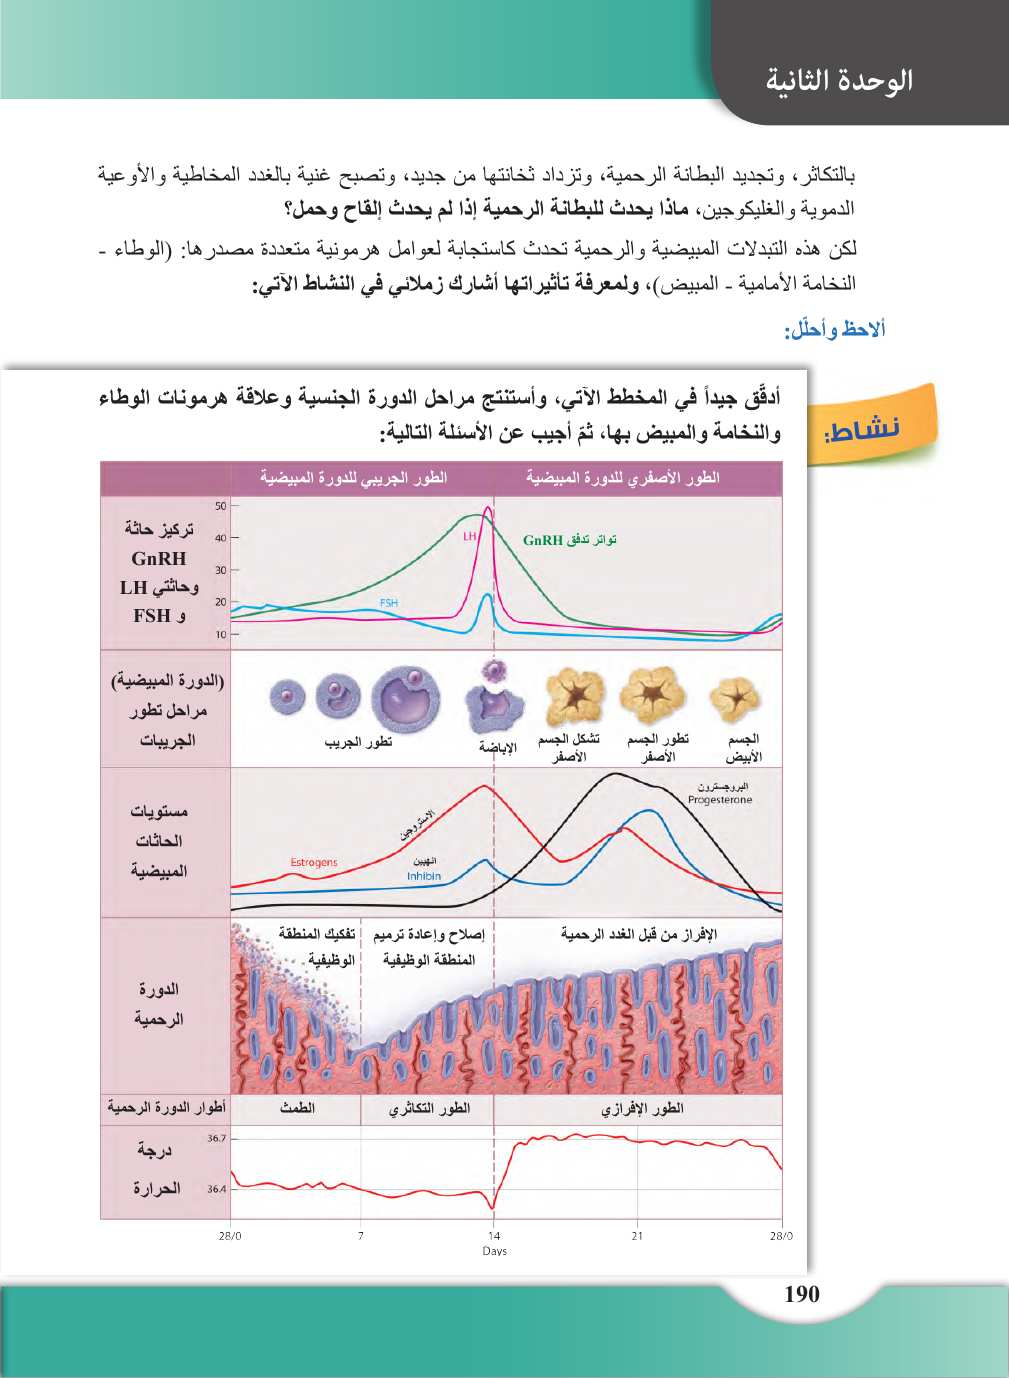 الوحدة الثانية
بالتكاثر، وتجديد البطانة الرحمية، وتزداد ثخانتها من جديد، وتصبح غنية بالغدد المخاطية والأوعية
الدموية والغليكوجين، ماذا يحدث للبطانة الرحمية إذا لم يحدث إلقاح وحمل؟
لكن هذه التبدلات المبيضية والرحمية تحدث كاستجابة لعوامل هرمونية متعددة مصدرها: (الوطاء -
النخامة الأمامية - المبيض)، ولمعرفة تأثيراتها أشارك زملائي في النشاط الآتي:
ألاحظ وأحلّل:
نشاط:
أدقّق جيداً في المخطط الآتي، وأستنتج مراحل الدورة الجنسية وعلاقة هرمونات الوطاء
والنخامة والمبيض بها، ثمّ أجيب عن الأسئلة التالية:
الطور الأصفري للدورة المبيضية
الطور الجريبي للدورة المبيضية
تركيز حاثة
GnRH
وحاثتي LH
و FSH
50
40
30
20
10
LH
FSH
تواتر تدفق GnRH
(الدورة المبيضية)
مراحل تطور
الجريبات
تطور الجريب
الإباضة
تشكل الجسم
الأصفر
تطور الجسم
الأصفر
الجسم
الأبيض
مستويات
الحاثات
المبيضية
الاستروجين
Estrogens
انهبين
Inhibin
البروجسترون
Progesterone
الدورة
الرحمية
تفكيك المنطقة
الوظيفية
إصلاح وإعادة ترميم
المنطقة الوظيفية
الإفراز من قبل الغدد الرحمية
أطوار الدورة الرحمية
الطمث
الطور التكاثري
الطور الإفرازي
درجة
الحرارة
36.7
36.4
28/0
7
14
21
28/0
Days
190